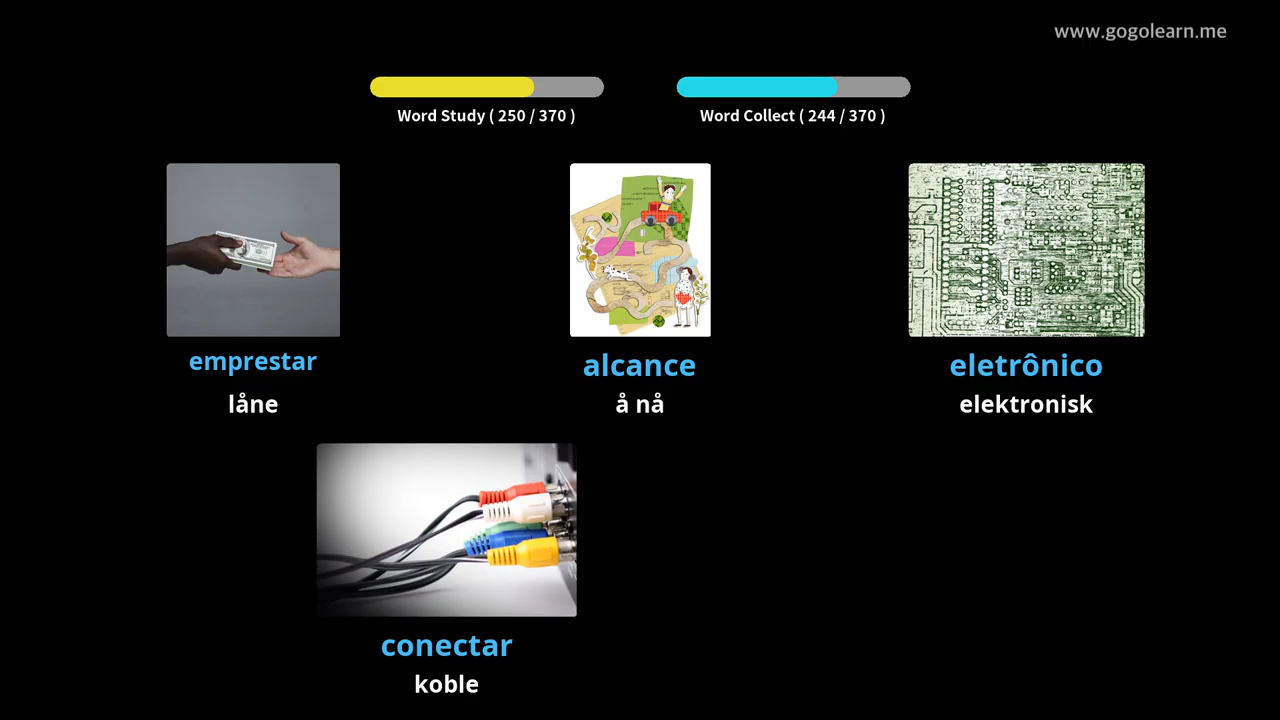 www.gogolearn.me
Word Study ( 250 / 370 )
Word Collect ( 244 / 370 )
emprestar
låne
alcance
å nå
eletrônico
elektronisk
conectar
koble